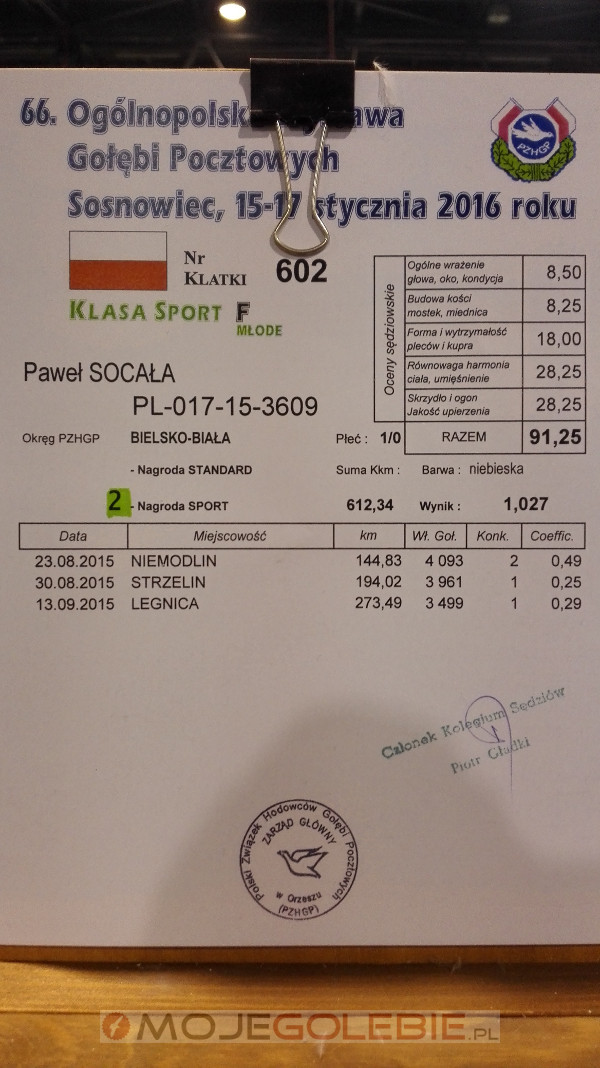 66. Ogólnopolska Wystawa
Gołębi Pocztowych
Sosnowiec, 15-17 stycznia 2016 roku
PZHGP
Nr
KLATKI 602
KLASA SPORT F
MŁODE
Oceny sędziowskie
Ogólne wrażenie
głowa, oko, kondycja 8,50
Budowa kości
mostek, miednica 8,25
Forma i wytrzymałość
pleców i kupra 18,00
Równowaga harmonia
ciała, umięśnienie 28,25
Skrzydło i ogon
Jakość upierzenia 28,25
RAZEM 91,25
Paweł SOCAŁA
PL-017-15-3609
Okręg PZHGP BIELSKO-BIAŁA Płeć : 1/0
- Nagroda STANDARD Suma Kkm : Barwa : niebieska
2 - Nagroda SPORT 612,34 Wynik : 1,027
Data Miejscowość km Wł. Goł. Konk. Coeffic.
23.08.2015 NIEMODLIN 144,83 4 093 2 0,49
30.08.2015 STRZELIN 194,02 3 961 1 0,25
13.09.2015 LEGNICA 273,49 3 499 1 0,29
Członek Kolegium Sędziów
Piotr Gładki
Polski Związek Hodowców Gołębi Pocztowych
ZARZĄD GŁÓWNY
w Orzeszu
(PZHGP)
MOJEGOLEBIE.PL